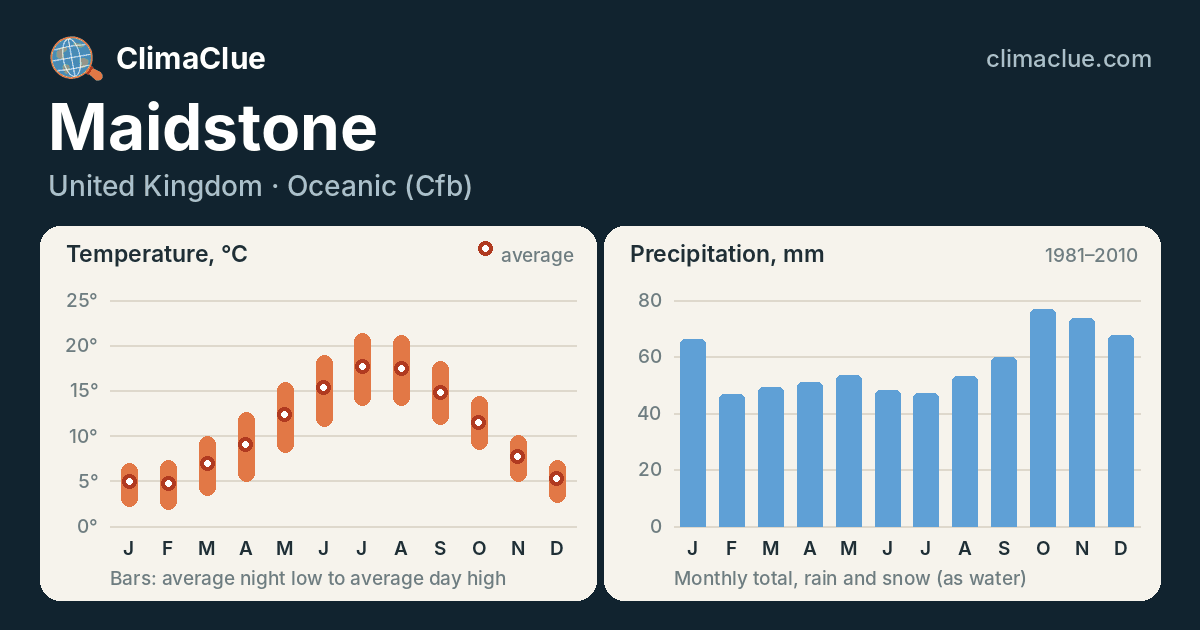 ClimaClue
climaclue.com
Maidstone
United Kingdom · Oceanic (Cfb)
Temperature, °C
average
25°
20°
15°
10°
5°
0°
J F M A M J J A S O N D
Bars: average night low to average day high
Precipitation, mm
1981–2010
80
60
40
20
0
J F M A M J J A S O N D
Monthly total, rain and snow (as water)